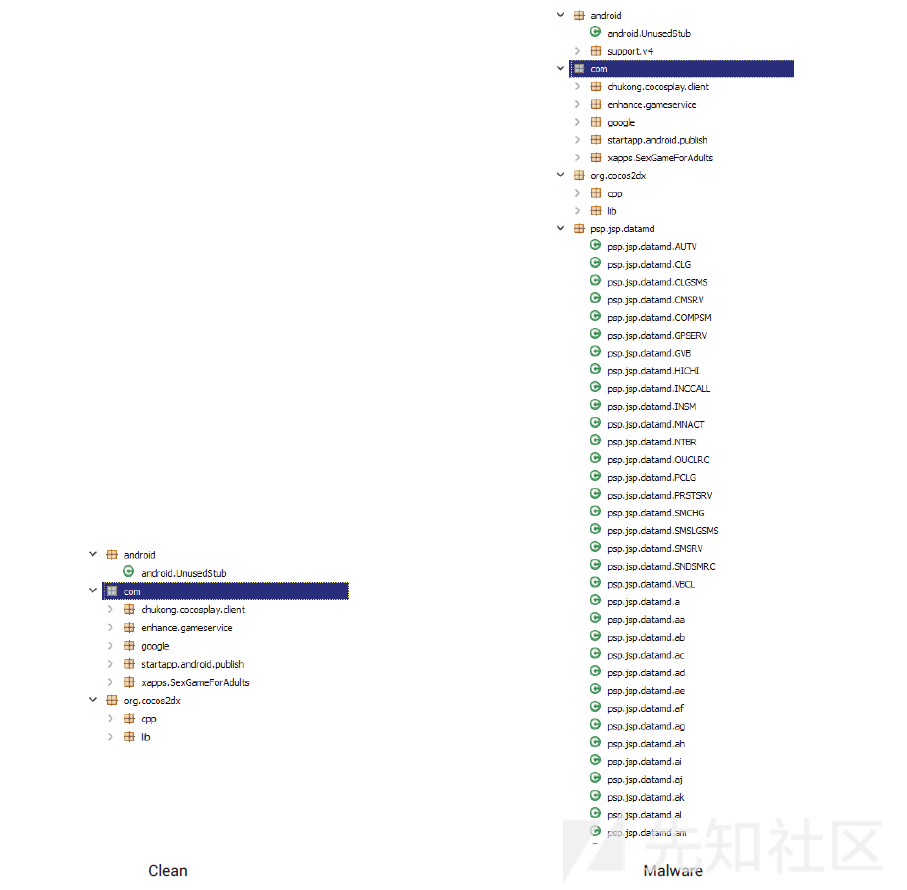 android
android.UnusedStub
com
chukong.cocosplay.client
enhance.gameservice
google
startapp.android.publish
xapps.SexGameForAdults
org.cocos2dx
cpp
lib
Clean
android
android.UnusedStub
support.v4
com
chukong.cocosplay.client
enhance.gameservice
google
startapp.android.publish
xapps.SexGameForAdults
org.cocos2dx
cpp
lib
psp.jsp.datamd
psp.jsp.datamd.AUTV
psp.jsp.datamd.CLG
psp.jsp.datamd.CLGSMS
psp.jsp.datamd.CMSRV
psp.jsp.datamd.COMPSM
psp.jsp.datamd.GPSERV
psp.jsp.datamd.GVB
psp.jsp.datamd.HICHI
psp.jsp.datamd.INCCALL
psp.jsp.datamd.INSM
psp.jsp.datamd.MNACT
psp.jsp.datamd.NTBR
psp.jsp.datamd.OUCLRC
psp.jsp.datamd.PCLG
psp.jsp.datamd.PRSTSRV
psp.jsp.datamd.SMCHG
psp.jsp.datamd.SMSLGSMS
psp.jsp.datamd.SMSRV
psp.jsp.datamd.SNDSMRC
psp.jsp.datamd.VBCL
psp.jsp.datamd.a
psp.jsp.datamd.aa
psp.jsp.datamd.ab
psp.jsp.datamd.ac
psp.jsp.datamd.ad
psp.jsp.datamd.ae
psp.jsp.datamd.af
psp.jsp.datamd.ag
psp.jsp.datamd.ah
psp.jsp.datamd.ai
psp.jsp.datamd.aj
psp.jsp.datamd.ak
psp.jsp.datamd.al
psp.jsp.datamd.am
Malware
先知社区